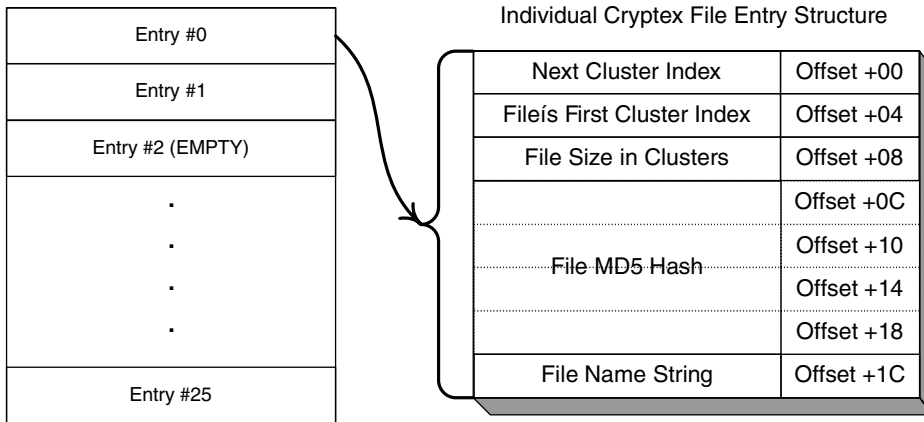 Individual Cryptex File Entry Structure
Entry #0
Entry #1
Entry #2 (EMPTY)
.
.
.
.
Entry #25
Next Cluster Index Offset +00
Fileís First Cluster Index Offset +04
File Size in Clusters Offset +08
Offset +0C
File MD5 Hash Offset +10
Offset +14
Offset +18
File Name String Offset +1C